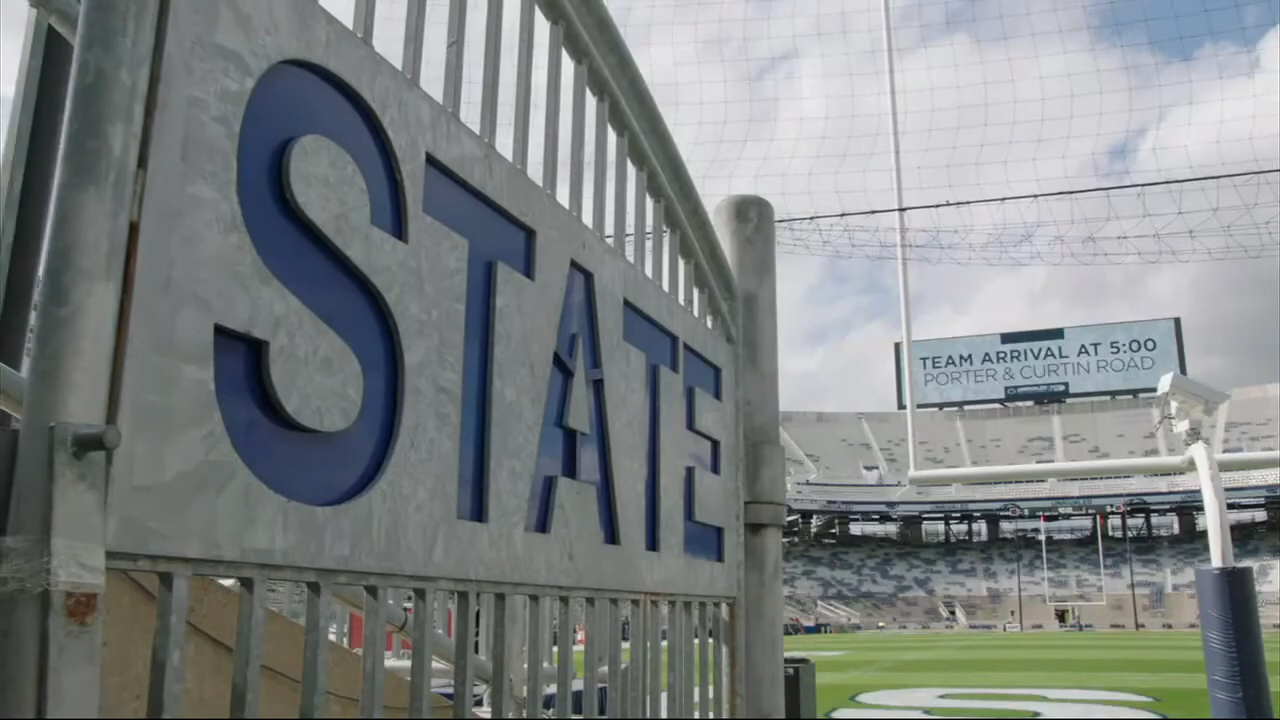 STATE
TEAM ARRIVAL AT 5:00
PORTER & CURTIN ROAD
S